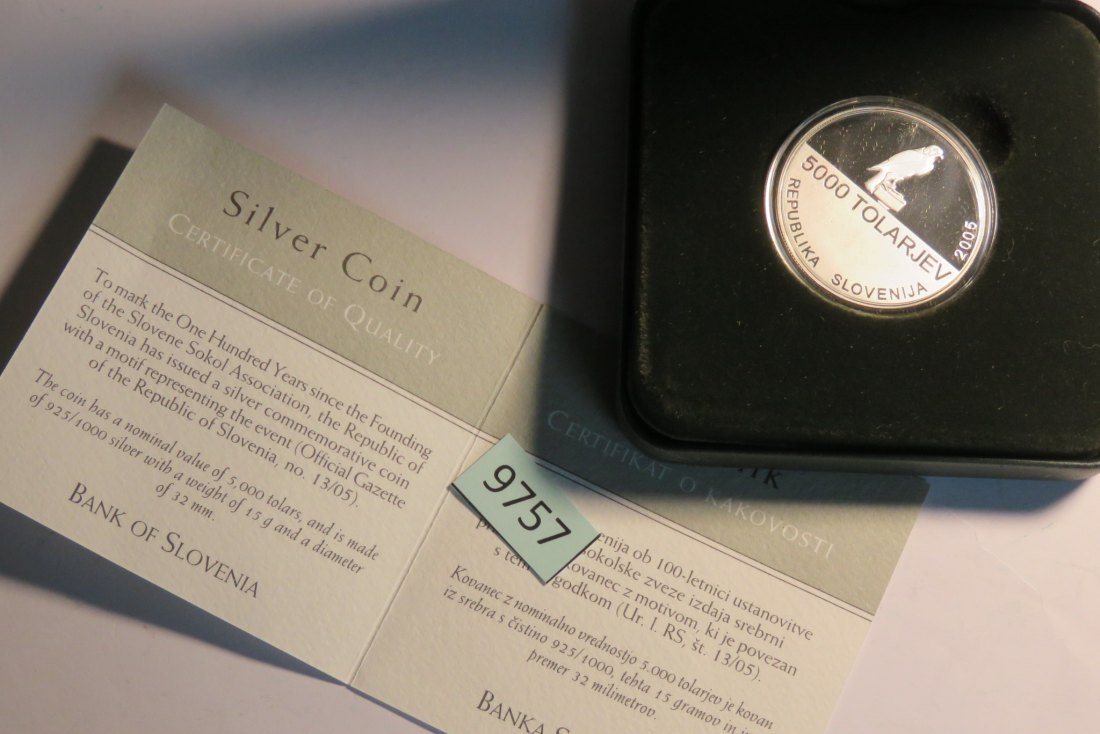 Silver Coin
CERTIFICATE OF QUALITY
To mark the One Hundred Years since the Founding
of the Slovene Sokol Association, the Republic of
Slovenia has issued a silver commemorative coin
with a motif representing the event (Official Gazette
of the Republic of Slovenia, no. 13/05).
The coin has a nominal value of 5,000 tolars, and is made
of 925/1000 silver with a weight of 15 g and a diameter
of 32 mm.
BANK OF SLOVENIA
9757
CERTIFIKAT O KAKOVOSTI
ob 100-letnici ustanovitve
sokolske zveze izdaja srebrni
kovanec z motivom, ki je povezan
s godkom (Ur. l. RS, št. 13/05).
Kovanec z nominalno vrednostjo 5.000 tolarjev je kovan
iz srebra s čistino 925/1000, tehta 15 gramov in
premer 32 milimetrov.
BANKA S
5000 TOLARJEV
REPUBLIKA SLOVENIJA
2005